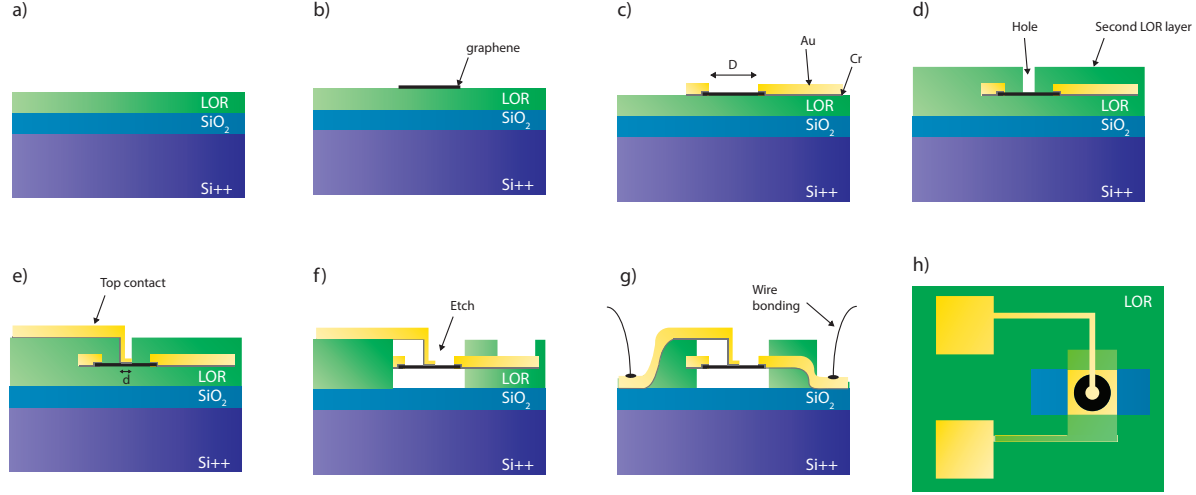 a)
LOR
SiO2
Si++
b)
graphene
LOR
SiO2
Si++
c)
D
Au
Cr
LOR
SiO2
Si++
d)
Hole
Second LOR layer
LOR
SiO2
Si++
e)
Top contact
d
LOR
SiO2
Si++
f)
Etch
LOR
SiO2
Si++
g)
Wire
bonding
SiO2
Si++
h)
LOR